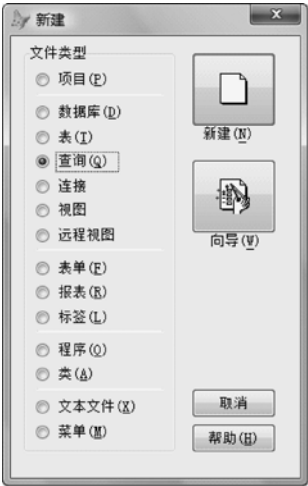 新建
文件类型
项目(P)
数据库(D)
表(T)
查询(Q)
连接
视图
远程视图
表单(F)
报表(R)
标签(L)
程序(O)
类(A)
文本文件(X)
菜单(M)
新建(N)
向导(W)
取消
帮助(H)